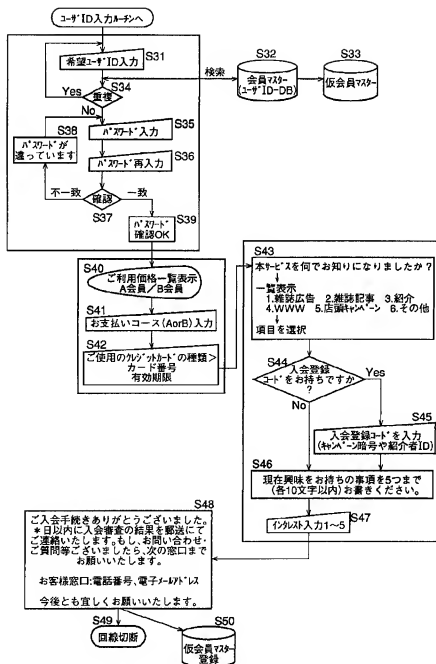 ユーザID入力ルーチンへ
S31
希望ユーザID入力
検索
S32
会員マスター
(ユーザID-DB)
S33
仮会員マスター
S34
重複
Yes
No
S35
パスワード入力
S36
パスワード再入力
S38
パスワードが
違っています
不一致
確認
一致
S37
S39
パスワード
確認OK
S40
ご利用価格一覧表示
A会員/B会員
S41
お支払いコース(AorB)入力
S42
ご使用のクレジットカードの種類>
カード番号
有効期限
S43
本サービスを何でお知りになりましたか?
一覧表示
1.雑誌広告 2.雑誌記事 3.紹介
4.WWW 5.店頭キャンペーン 6.その他
項目を選択
S44
入会登録
コードをお持ちですか
?
Yes
No
S45
入会登録コードを入力
(キャンペーン暗号や紹介者ID)
S46
現在興味をお持ちの事項を5つまで
(各10文字以内)お書きください。
S47
インタレスト入力1~5
S48
ご入会手続きありがとうございました。
*日以内に入会審査の結果を郵送にて
ご連絡いたします。もし、お問い合わせ・
ご質問等ございましたら、次の窓口まで
お願いいたします。
お客様窓口:電話番号、電子メールアドレス
今後とも宜しくお願いいたします。
S49
回線切断
S50
仮会員マスター
登録